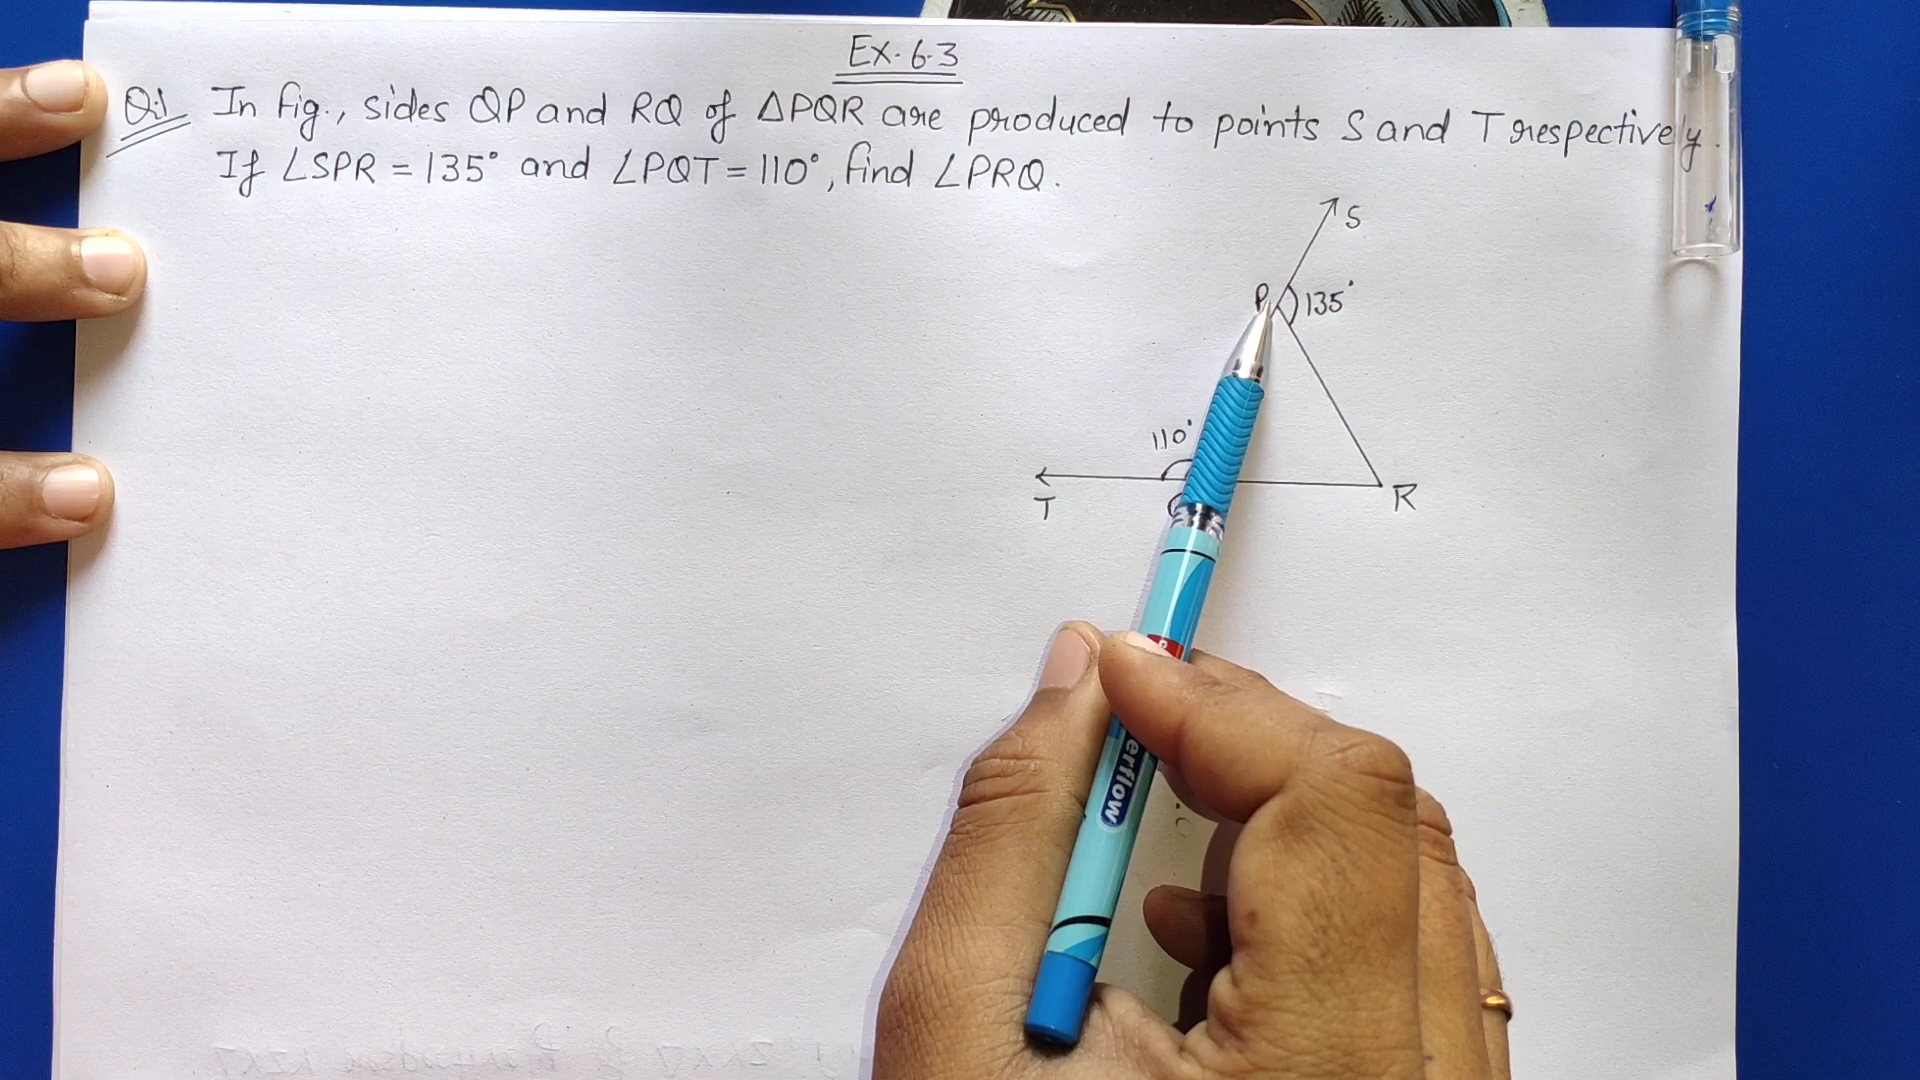 Ex. 6.3
Q.1 In fig., sides QP and RQ of ΔPQR are produced to points S and T respectively.
If ∠SPR = 135° and ∠PQT = 110°, find ∠PRQ.
S
P 135°
110°
T R
erflow